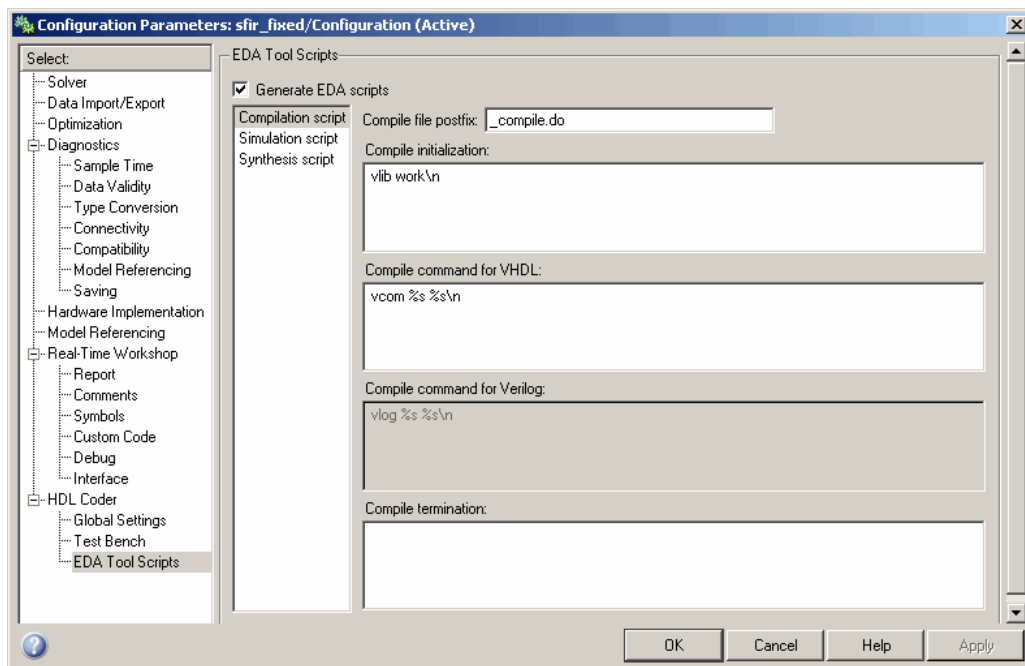 Configuration Parameters: sfir_fixed/Configuration (Active)
Select:
Solver
Data Import/Export
Optimization
Diagnostics
Sample Time
Data Validity
Type Conversion
Connectivity
Compatibility
Model Referencing
Saving
Hardware Implementation
Model Referencing
Real-Time Workshop
Report
Comments
Symbols
Custom Code
Debug
Interface
HDL Coder
Global Settings
Test Bench
EDA Tool Scripts
EDA Tool Scripts
Generate EDA scripts
Compilation script
Simulation script
Synthesis script
Compile file postfix: _compile.do
Compile initialization:
vlib work\n
Compile command for VHDL:
vcom %s %s\n
Compile command for Verilog:
vlog %s %s\n
Compile termination:
OK Cancel Help Apply